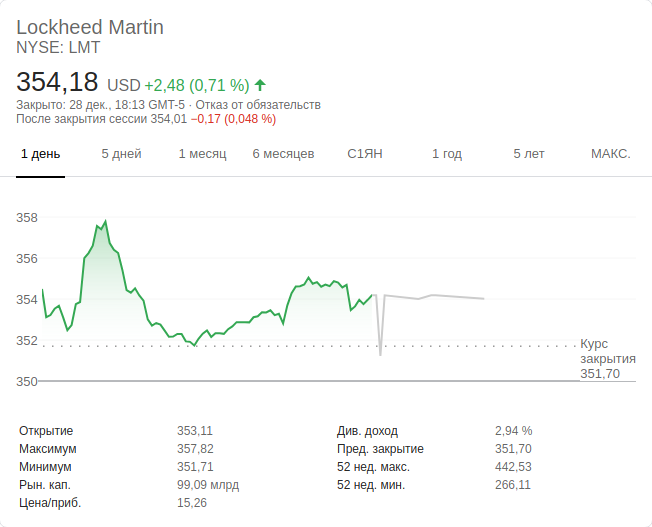 Lockheed Martin
NYSE: LMT
354,18 USD +2,48 (0,71 %)
Закрыто: 28 дек., 18:13 GMT-5 · Отказ от обязательств
После закрытия сессии 354,01 −0,17 (0,048 %)
1 день 5 дней 1 месяц 6 месяцев С1ЯН 1 год 5 лет МАКС.
358
356
354
352
350
Курс
закрытия
351,70
Открытие 353,11 Див. доход 2,94 %
Максимум 357,82 Пред. закрытие 351,70
Минимум 351,71 52 нед. макс. 442,53
Рын. кап. 99,09 млрд 52 нед. мин. 266,11
Цена/приб. 15,26